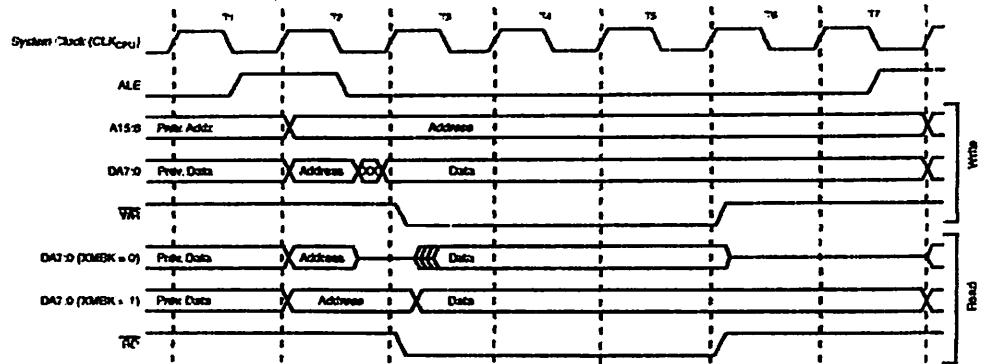 T1 T2 T3 T4 T5 T6 T7
System Clock (CLKCPU)
ALE
A15:8 Prev. Addr. Address
DA7:0 Prev. Data Address XX Data
WR
Write
DA7:0 (XMBK = 0) Prev. Data Address Data
DA7:0 (XMBK = 1) Prev. Data Address Data
RD
Read